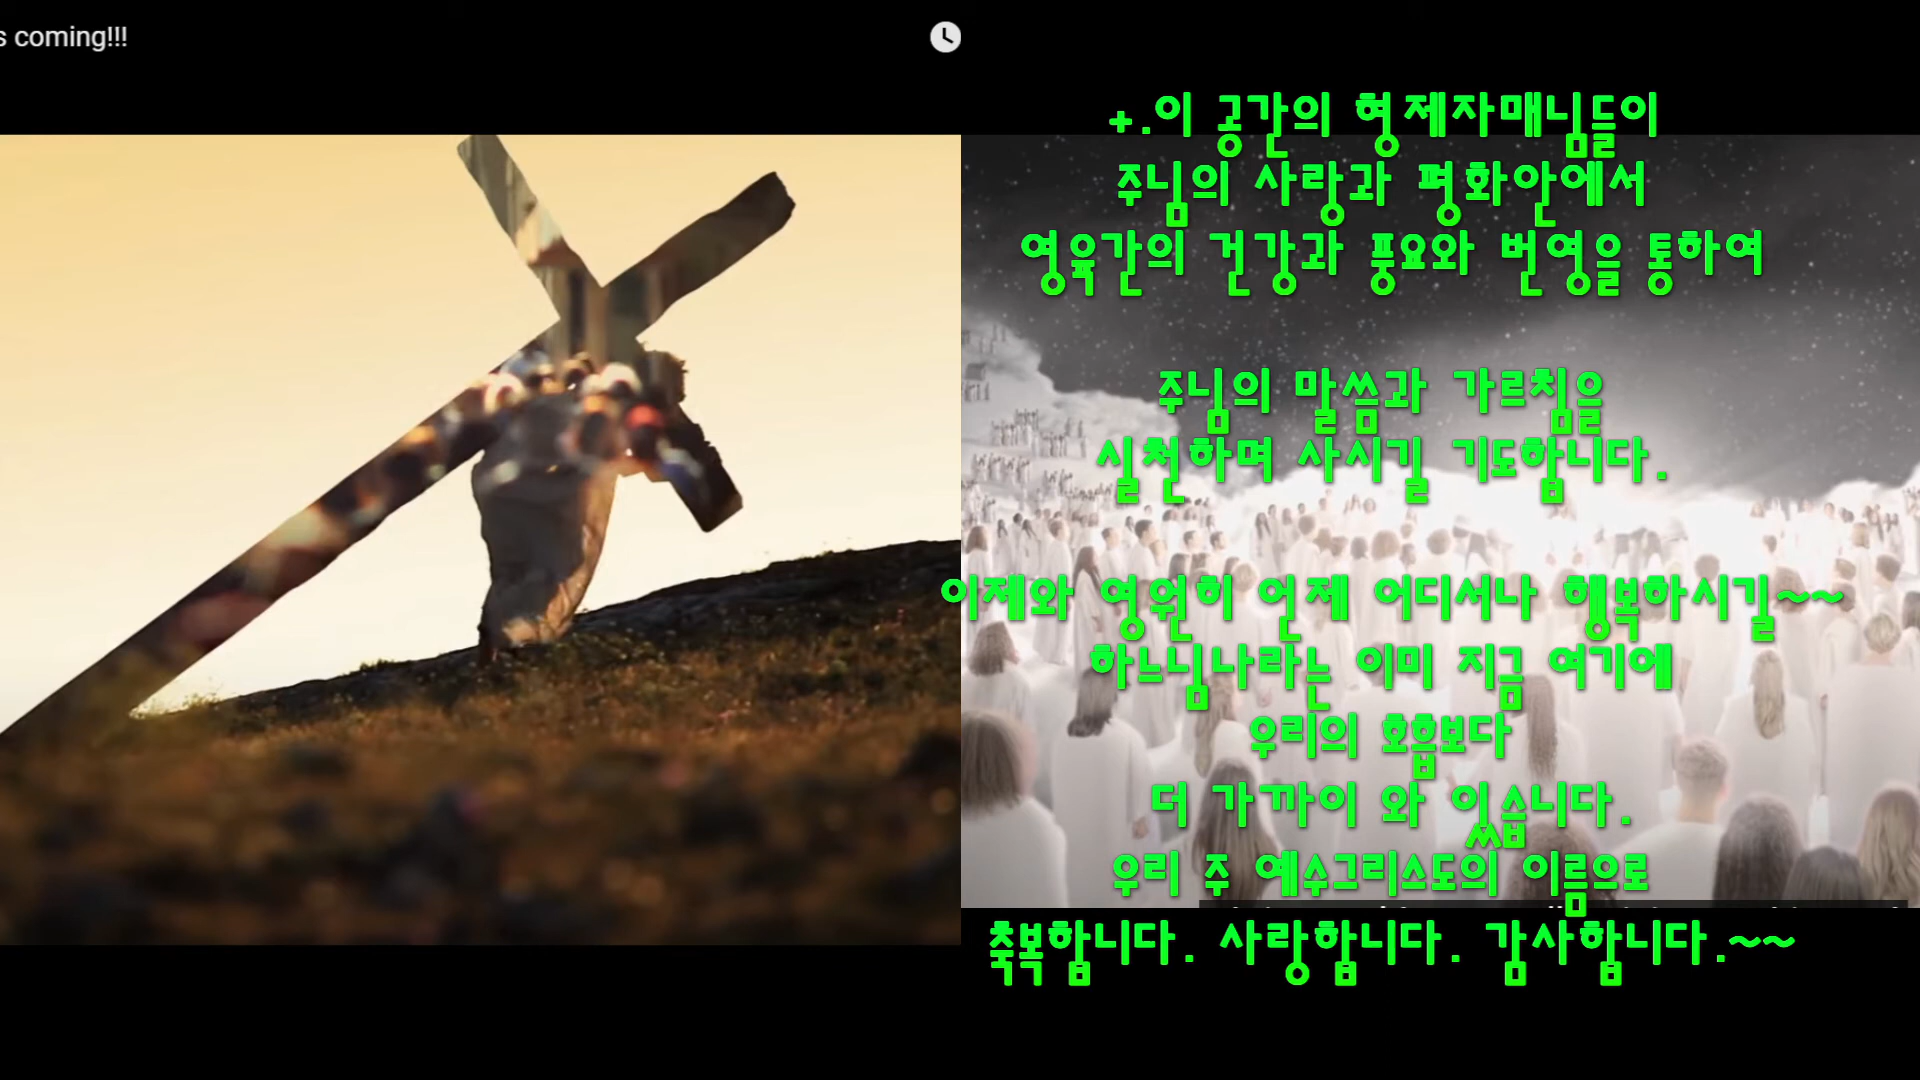 s coming!!!
+.이 공간의 형제자매님들이
주님의 사랑과 평화안에서
영육간의 건강과 풍요와 번영을 통하여
주님의 말씀과 가르침을
실천하며 사시길 기도합니다.
이제와 영원히 언제 어디서나 행복하시길~~
하느님나라는 이미 지금 여기에
우리의 호흡보다
더 가까이 와 있습니다.
우리 주 예수그리스도의 이름으로
축복합니다. 사랑합니다. 감사합니다.~~